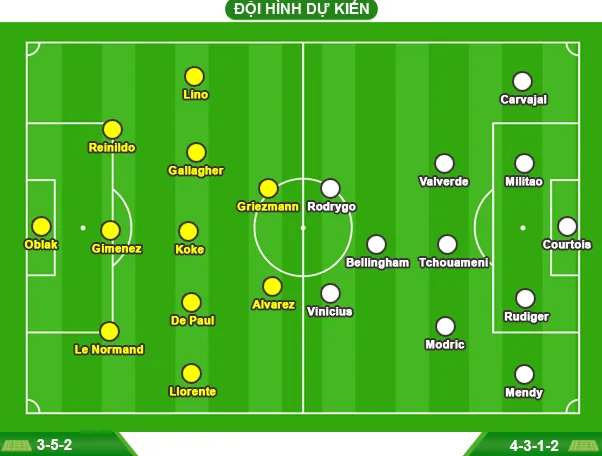 ĐỘI HÌNH DỰ KIẾN
Lino
Carvajal
Reinildo
Gallagher
Valverde
Militao
Griezmann
Rodrygo
Oblak
Gimenez
Koke
Bellingham
Tchouameni
Courtois
Alvarez
Vinicius
De Paul
Rudiger
Le Normand
Modric
Llorente
Mendy
3-5-2
4-3-1-2